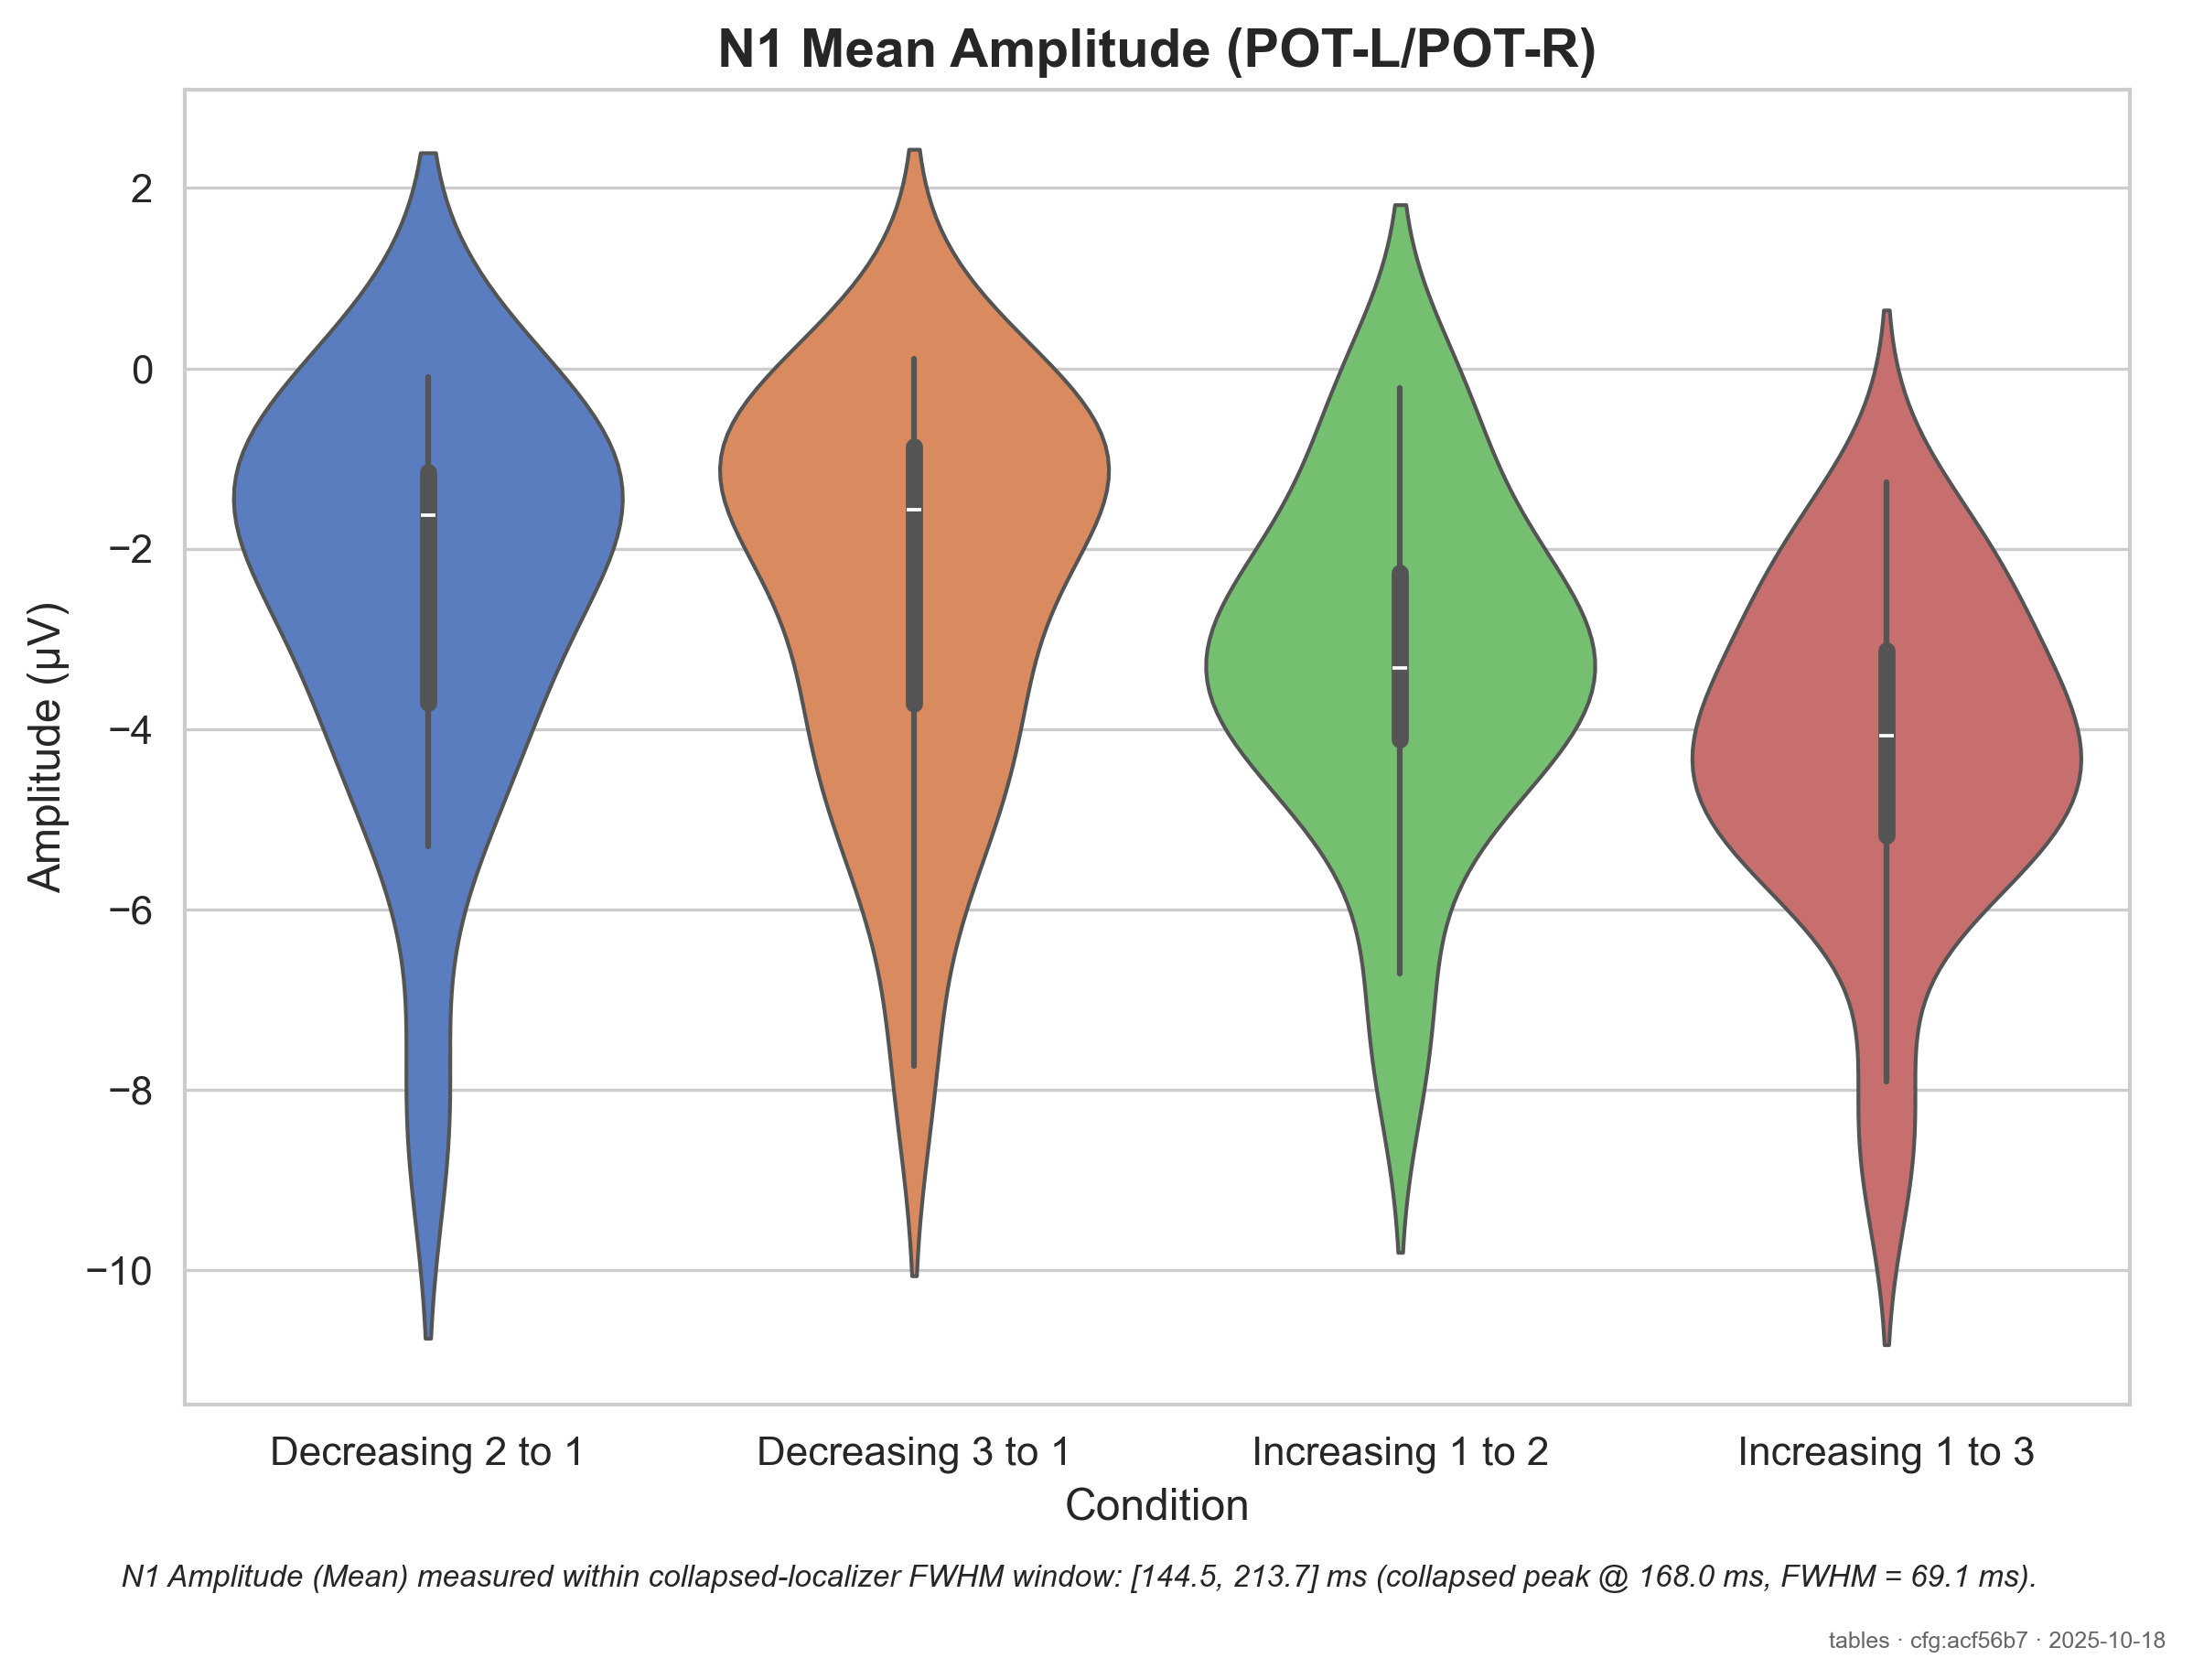 N1 Mean Amplitude (POT-L/POT-R)
Amplitude (µV)
2
0
−2
−4
−6
−8
−10
Decreasing 2 to 1
Decreasing 3 to 1
Increasing 1 to 2
Increasing 1 to 3
Condition
N1 Amplitude (Mean) measured within collapsed-localizer FWHM window: [144.5, 213.7] ms (collapsed peak @ 168.0 ms, FWHM = 69.1 ms).
tables · cfg:acf56b7 · 2025-10-18